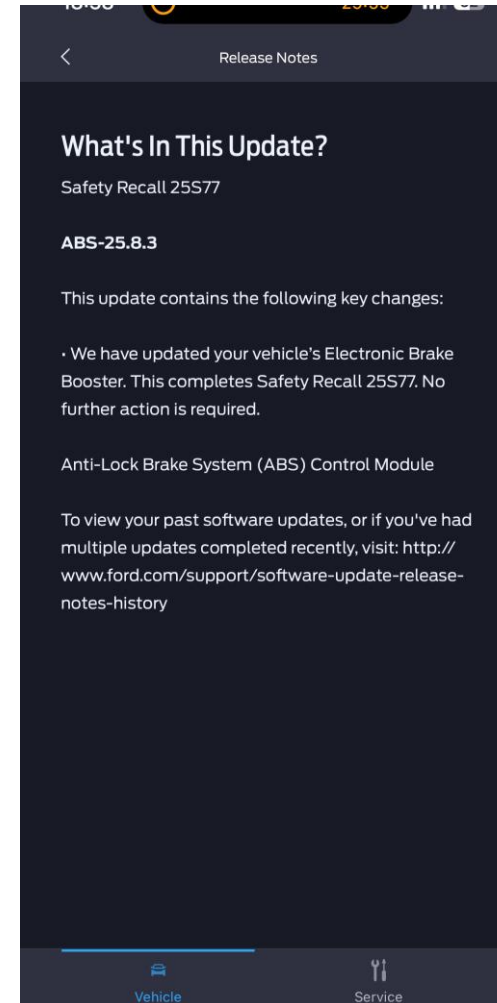 Release Notes
What's In This Update?
Safety Recall 25S77
ABS-25.8.3
This update contains the following key changes:
• We have updated your vehicle’s Electronic Brake
Booster. This completes Safety Recall 25S77. No
further action is required.
Anti-Lock Brake System (ABS) Control Module
To view your past software updates, or if you've had
multiple updates completed recently, visit: http://
www.ford.com/support/software-update-release-
notes-history
Vehicle
Service